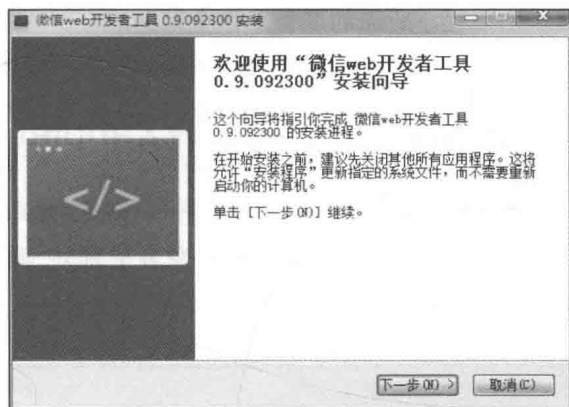 微信web开发者工具 0.9.092300 安装
</>
欢迎使用“微信web开发者工具
0.9.092300”安装向导
这个向导将指引你完成 微信web开发者工具
0.9.092300 的安装进程。
在开始安装之前，建议先关闭其他所有应用程序。这将
允许“安装程序”更新指定的系统文件，而不需要重新
启动你的计算机。
单击 [下一步(N)] 继续。
下一步(N) >
取消(C)